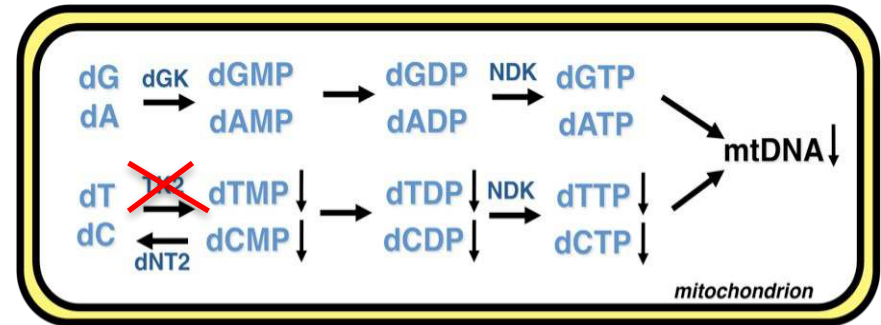 dG dGK dGMP dGDP NDK dGTP
dA dAMP dADP dATP
mtDNA
dT TK2 dTMP dTDP NDK dTTP
dC dCMP dCDP dCTP
dNT2
mitochondrion